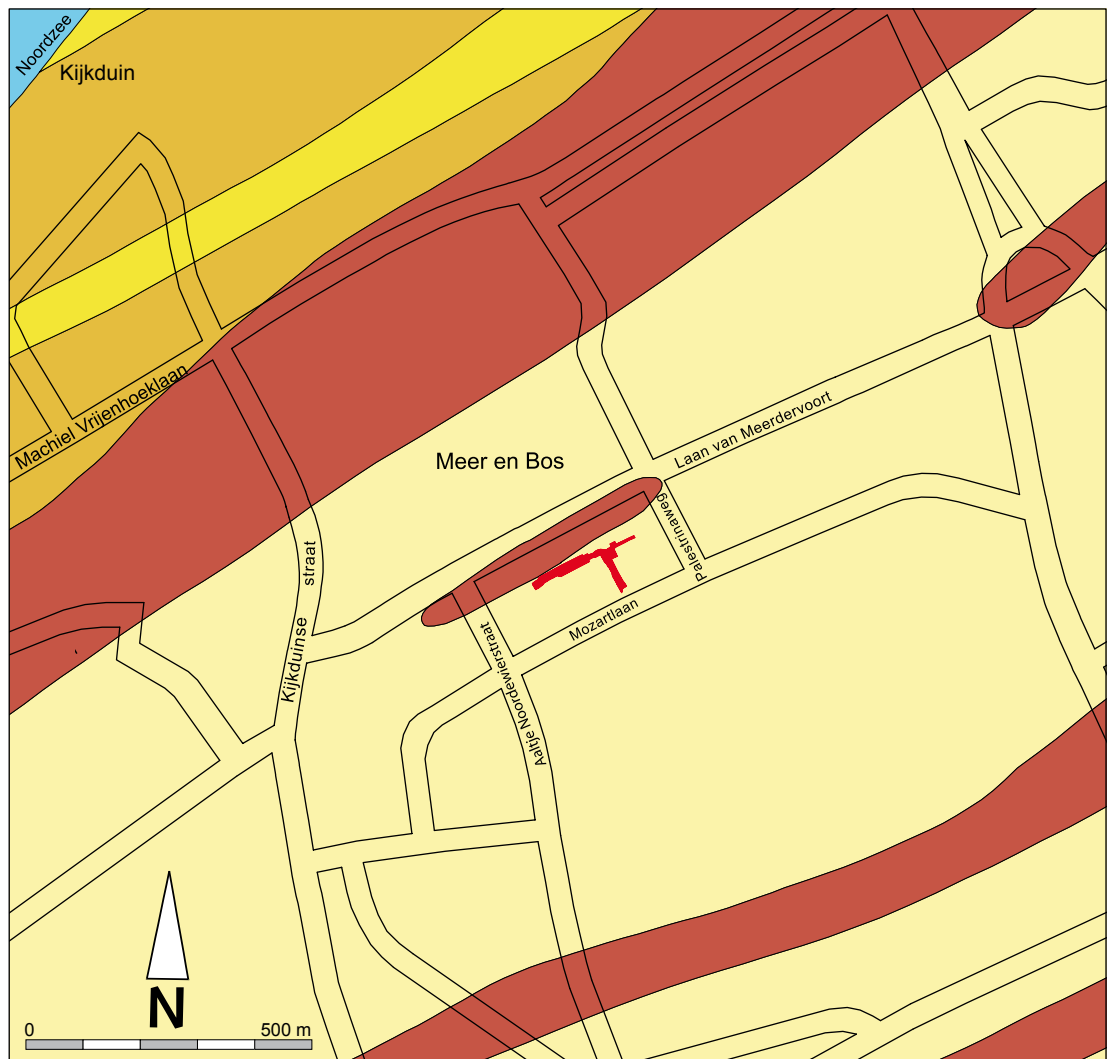 Noordzee
Kijkduin
Machiel Vrijenhoeklaan
Meer en Bos
Laan van Meerdervoort
Palestrinaweg
straat
Kijkduinse
Mozartlaan
Aaltje Noordewierstraat
N
0 500 m